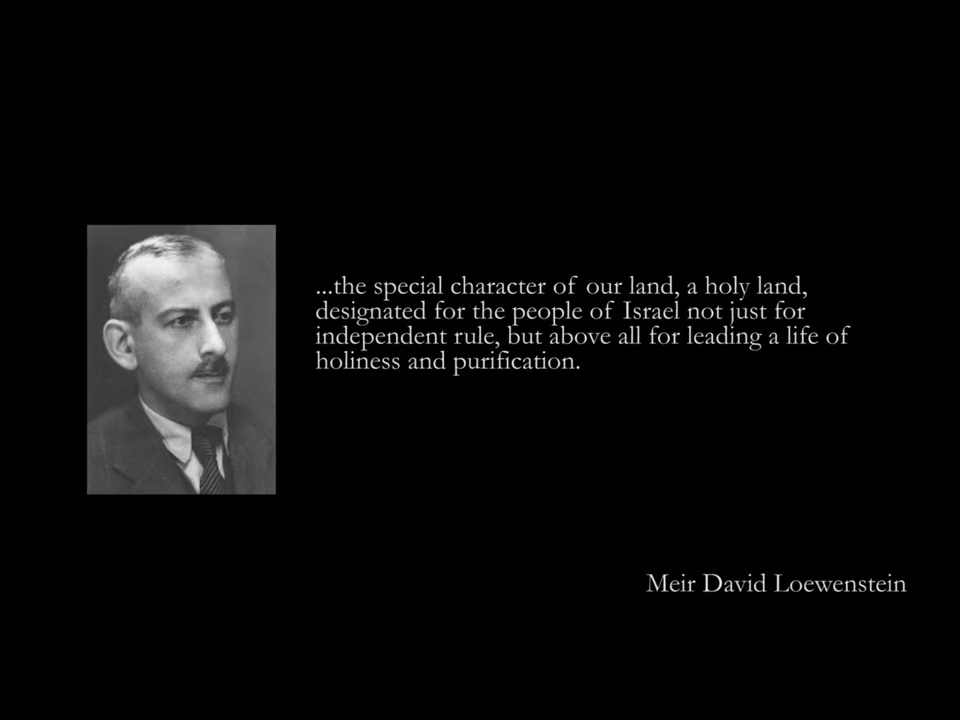 ...the special character of our land, a holy land,
designated for the people of Israel not just for
independent rule, but above all for leading a life of
holiness and purification.
Meir David Loewenstein